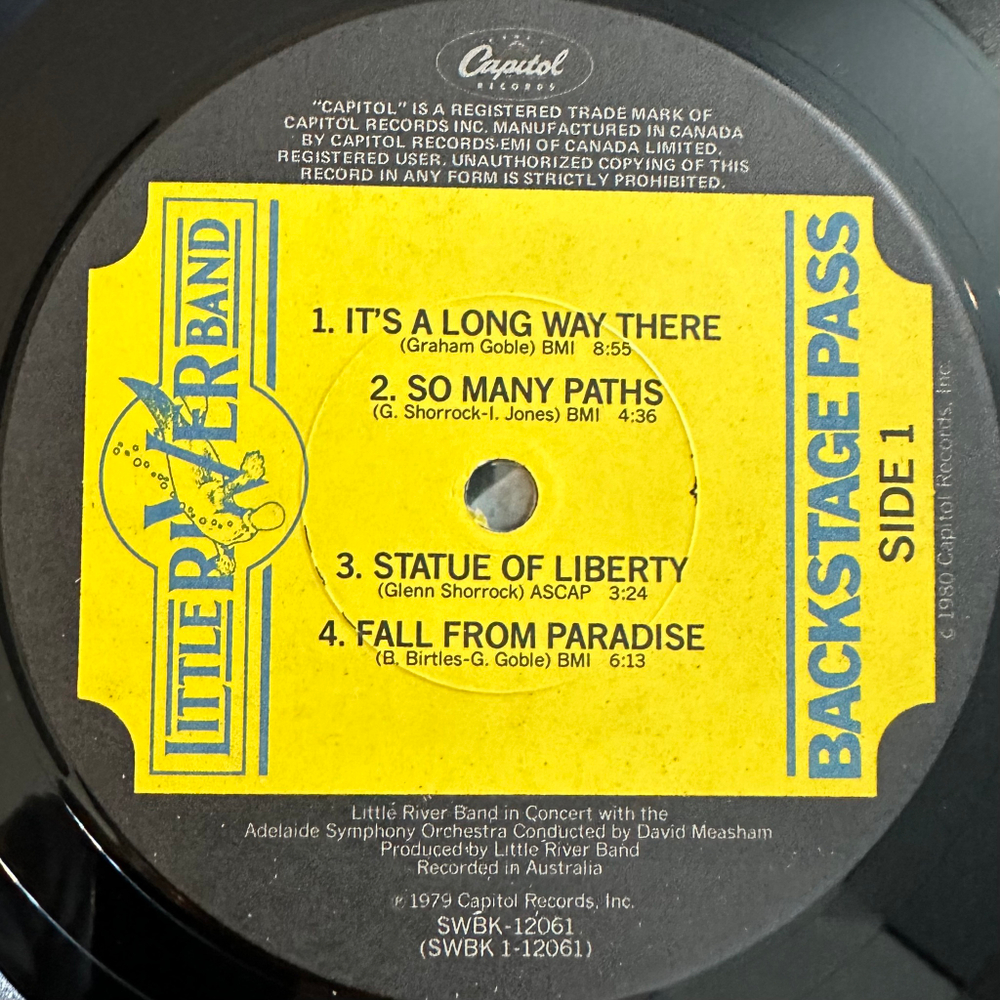 Capitol
RECORDS
"CAPITOL" IS A REGISTERED TRADE MARK OF
CAPITOL RECORDS INC. MANUFACTURED IN CANADA
BY CAPITOL RECORDS-EMI OF CANADA LIMITED,
REGISTERED USER. UNAUTHORIZED COPYING OF THIS
RECORD IN ANY FORM IS STRICTLY PROHIBITED.
LITTLE RIVER BAND
1. IT'S A LONG WAY THERE
(Graham Goble) BMI 8:55
2. SO MANY PATHS
(G. Shorrock-I. Jones) BMI 4:36
3. STATUE OF LIBERTY
(Glenn Shorrock) ASCAP 3:24
4. FALL FROM PARADISE
(B. Birtles-G. Goble) BMI 6:13
BACKSTAGE PASS
SIDE 1
© 1980 Capitol Records, Inc.
Little River Band in Concert with the
Adelaide Symphony Orchestra Conducted by David Measham
Produced by Little River Band
Recorded in Australia
℗ 1979 Capitol Records, Inc.
SWBK-12061
(SWBK 1-12061)